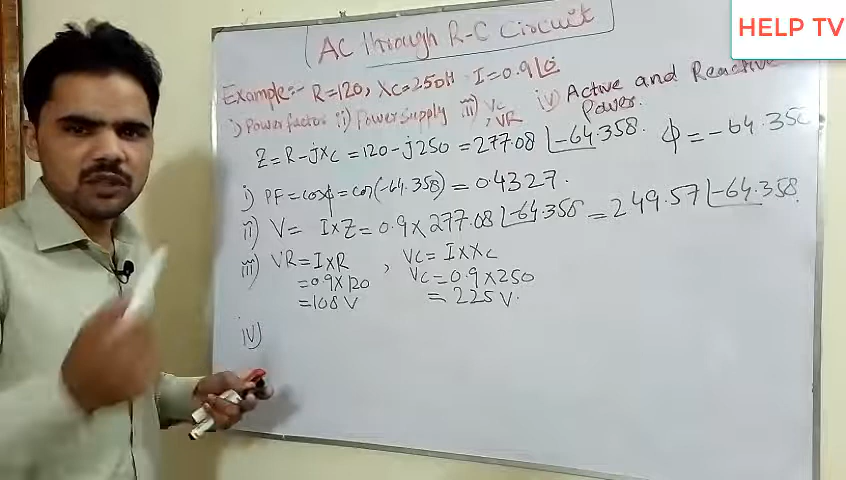 HELP TV
AC through R-C Circuit
Example:- R=120, Xc=250H I=0.9∠0
i) Power factor ii) Power Supply iii) Vc, VR iv) Active and Reactive Power.
Z=R-jXc =120-j250 =277.08 ∠-64.358. ϕ=-64.358
i) PF=cosϕ=cos(-64.358)=0.4327.
ii) V= I×Z=0.9×277.08 ∠-64.358 =249.57∠-64.358.
iii) VR=I×R , Vc=I×Xc
=0.9×120 Vc=0.9×250
=108 V =225V.
iv)